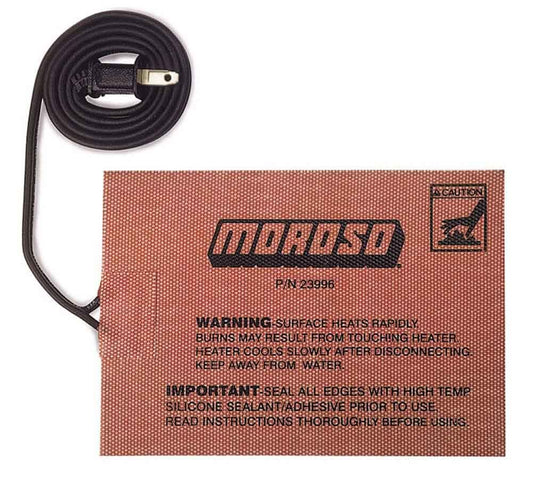 CAUTION
MOROSO
P/N 23996
WARNING-SURFACE HEATS RAPIDLY.
BURNS MAY RESULT FROM TOUCHING HEATER.
HEATER COOLS SLOWLY AFTER DISCONNECTING.
KEEP AWAY FROM WATER.
IMPORTANT-SEAL ALL EDGES WITH HIGH TEMP
SILICONE SEALANT/ADHESIVE PRIOR TO USE.
READ INSTRUCTIONS THOROUGHLY BEFORE USING.